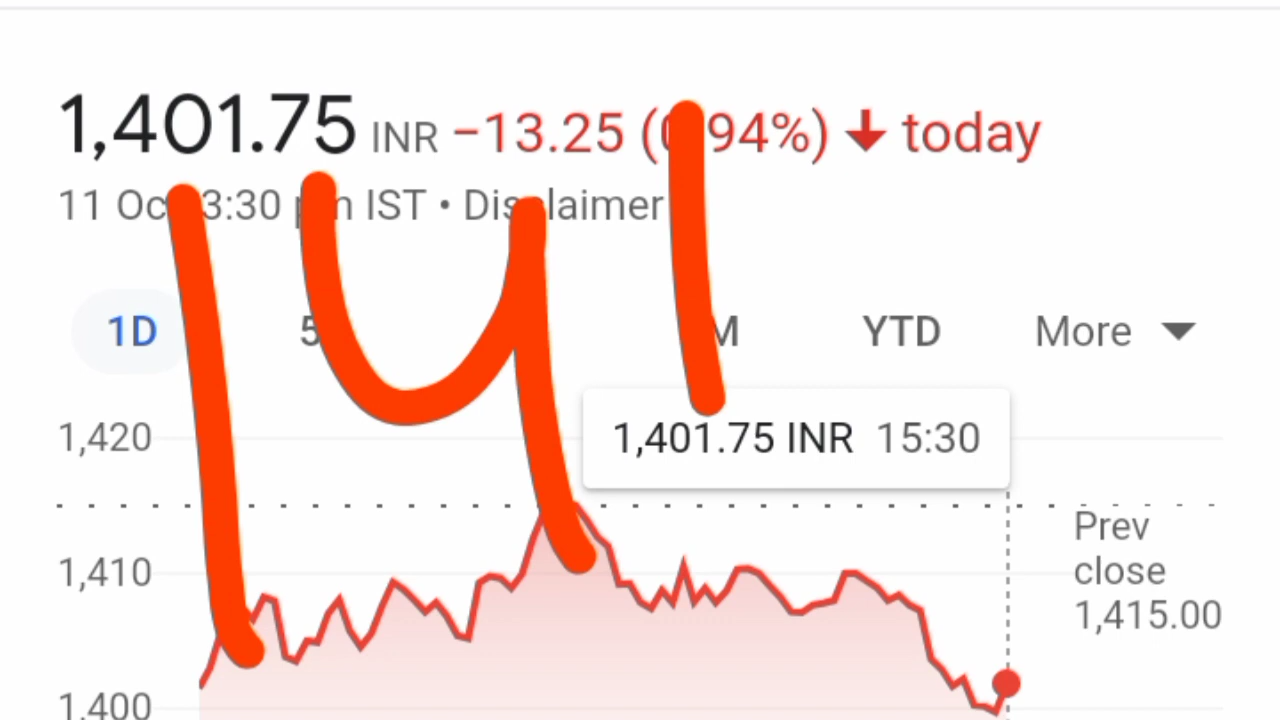 1,401.75 INR −13.25 (0.94%) ↓ today
11 Oct, 3:30 pm IST • Disclaimer
141
1D 5 M YTD More
1,420
1,401.75 INR 15:30
Prev
close
1,415.00
1,410
1,400